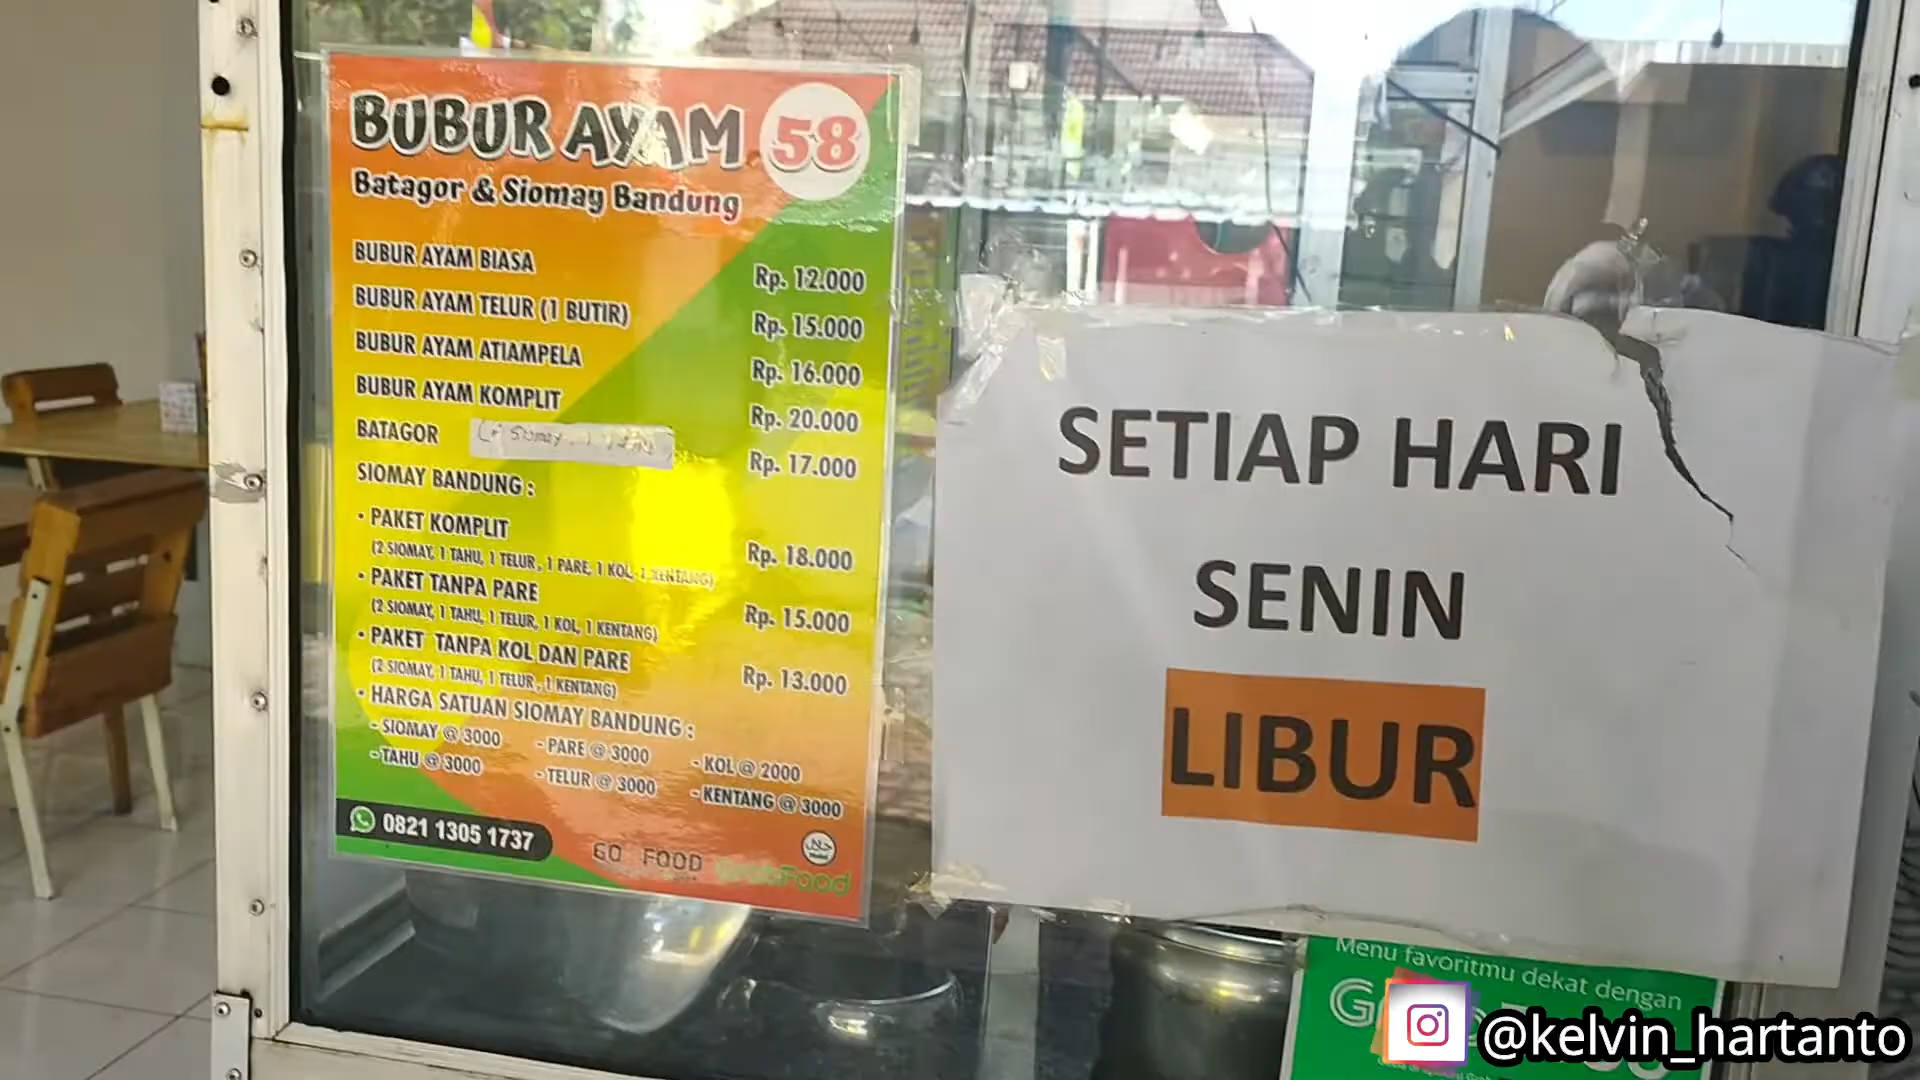 BUBUR AYAM 58
Batagor & Siomay Bandung
BUBUR AYAM BIASA Rp. 12.000
BUBUR AYAM TELUR (1 BUTIR) Rp. 15.000
BUBUR AYAM ATIAMPELA Rp. 16.000
BUBUR AYAM KOMPLIT Rp. 20.000
BATAGOR Rp. 17.000
SIOMAY BANDUNG :
• PAKET KOMPLIT Rp. 18.000
(2 SIOMAY, 1 TAHU, 1 TELUR, 1 PARE, 1 KOL, 1 KENTANG)
• PAKET TANPA PARE Rp. 15.000
(2 SIOMAY, 1 TAHU, 1 TELUR, 1 KOL, 1 KENTANG)
• PAKET TANPA KOL DAN PARE Rp. 13.000
(2 SIOMAY, 1 TAHU, 1 TELUR, 1 KENTANG)
• HARGA SATUAN SIOMAY BANDUNG :
- SIOMAY @ 3000 - PARE @ 3000 - KOL @ 2000
- TAHU @ 3000 - TELUR @ 3000 - KENTANG @ 3000
0821 1305 1737
GO FOOD GrabFood
SETIAP HARI
SENIN
LIBUR
Menu favoritmu dekat dengan
@kelvin_hartanto